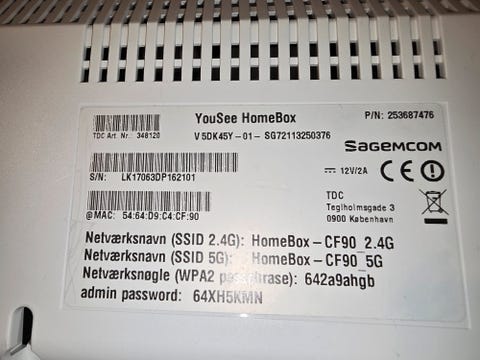 YouSee HomeBox
P/N: 253687476
TDC Art. Nr.: 348120
V 5DK45Y-01- SG72113250376
SAGEMCOM
S/N: LK17063DP162101
12V/2A
CE
@MAC: 54:64:D9:C4:CF:90
TDC
Teglholmsgade 3
0900 København
Netværksnavn (SSID 2.4G): HomeBox-CF90_2.4G
Netværksnavn (SSID 5G): HomeBox-CF90_5G
Netværksnøgle (WPA2 passphrase): 642a9ahgb
admin password: 64XH5KMN